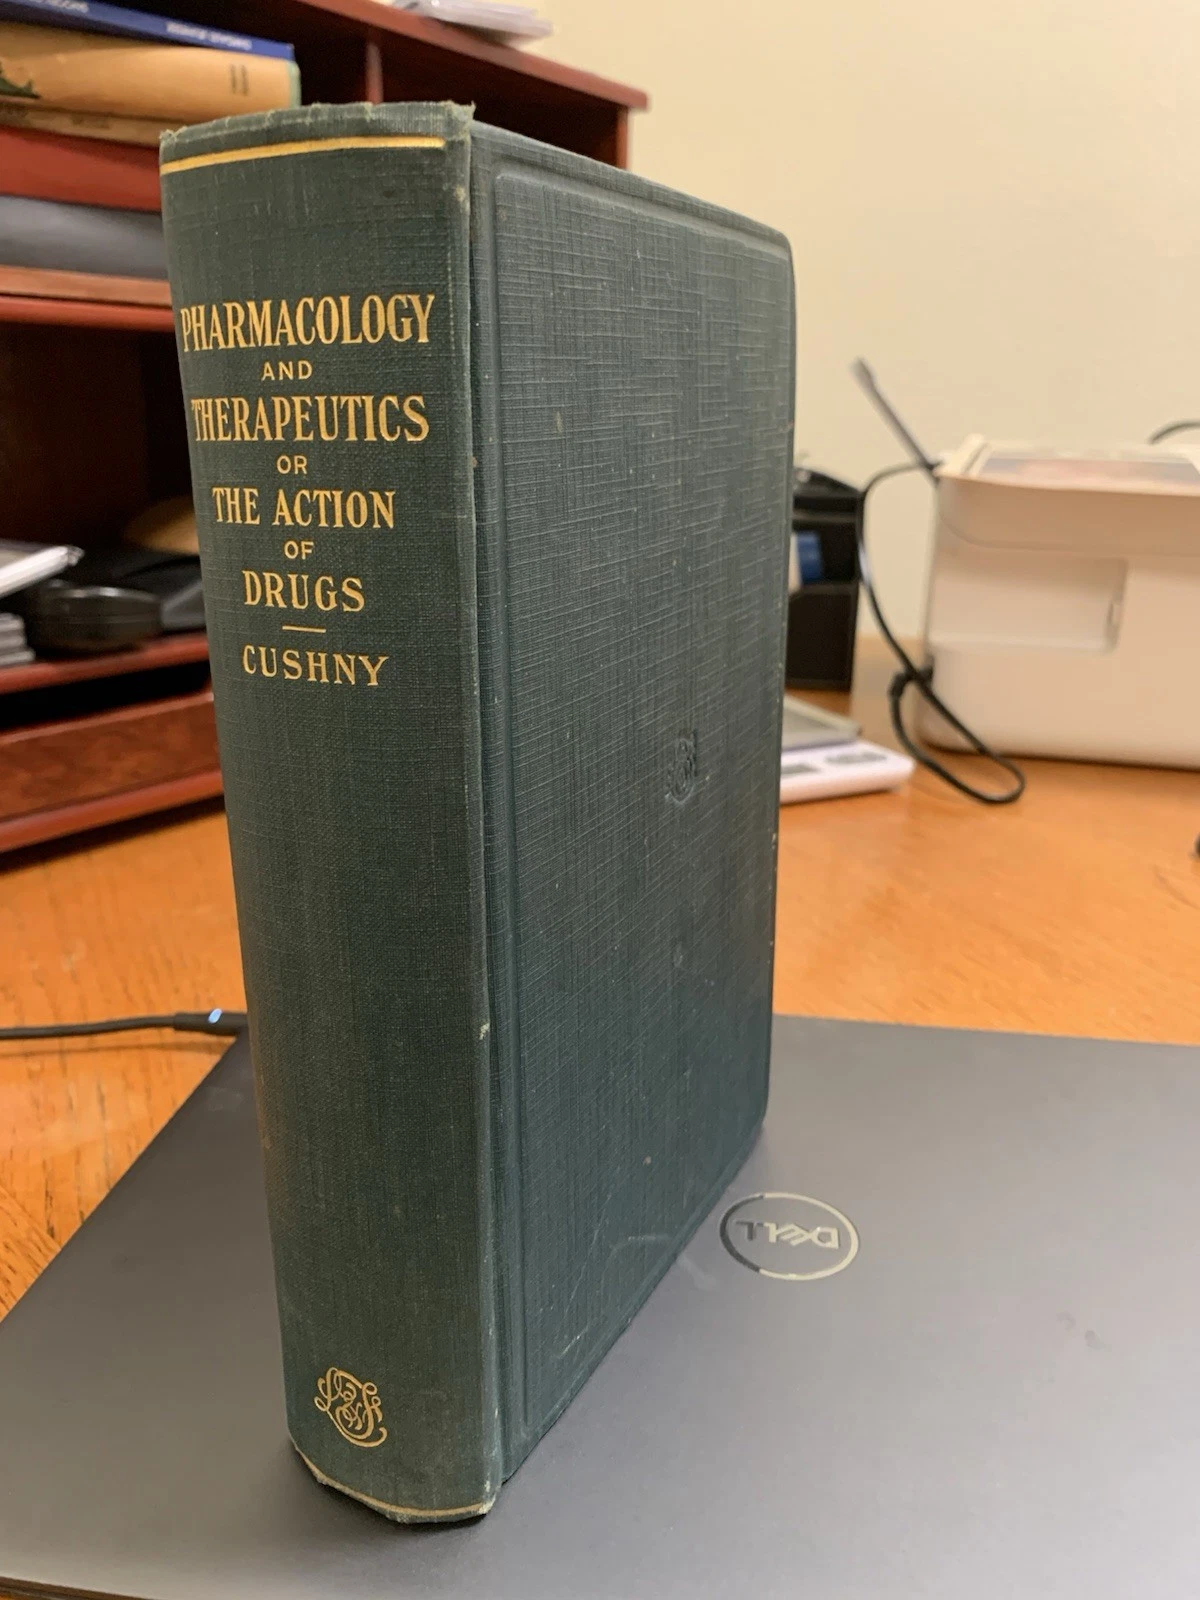 PHARMACOLOGY
AND
THERAPEUTICS
OR
THE ACTION
OF
DRUGS
CUSHNY
DELL